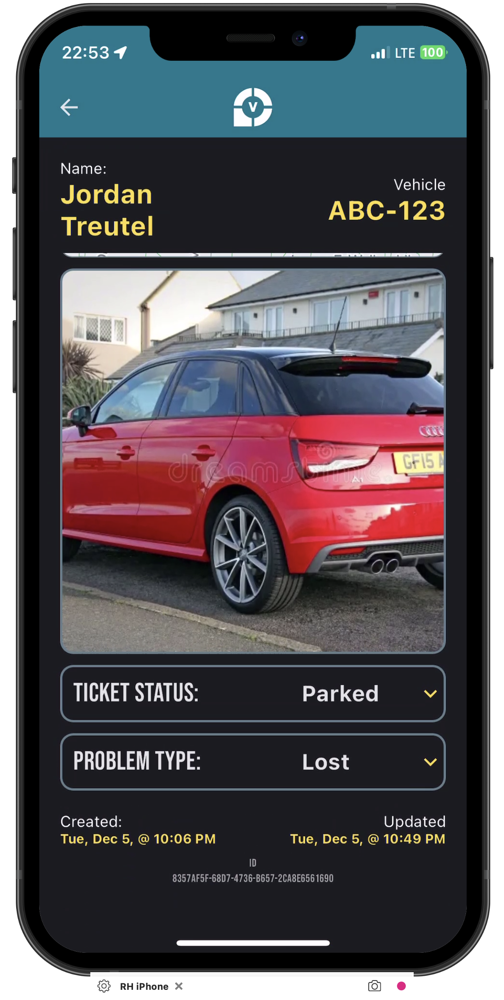 22:53
LTE 100
V
Name:
Jordan
Treutel
Vehicle
ABC-123
dreamstime
GF15 A
A1
TICKET STATUS: Parked
PROBLEM TYPE: Lost
Created:
Tue, Dec 5, @ 10:06 PM
Updated
Tue, Dec 5, @ 10:49 PM
ID
8357AF5F-68D7-4736-B657-2CA8E6561690
RH iPhone